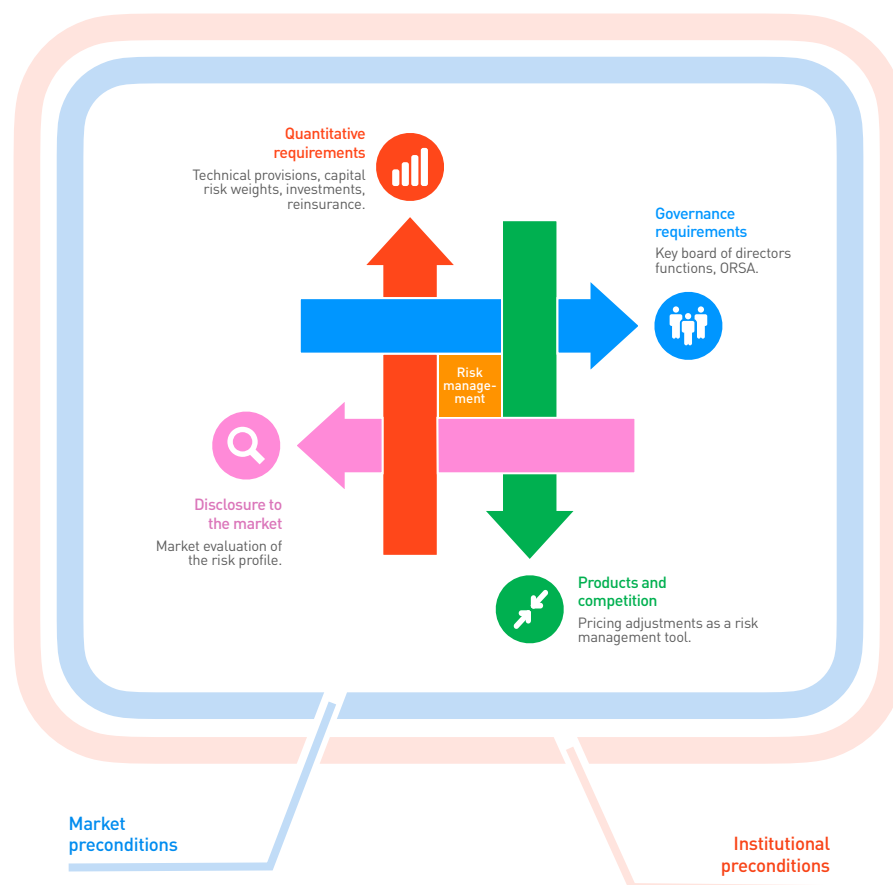 Quantitative
requirements
Technical provisions, capital
risk weights, investments,
reinsurance.
Governance
requirements
Key board of directors
functions, ORSA.
Risk
manage-
ment
Disclosure to
the market
Market evaluation of
the risk profile.
Products and
competition
Pricing adjustments as a risk
management tool.
Market
preconditions
Institutional
preconditions